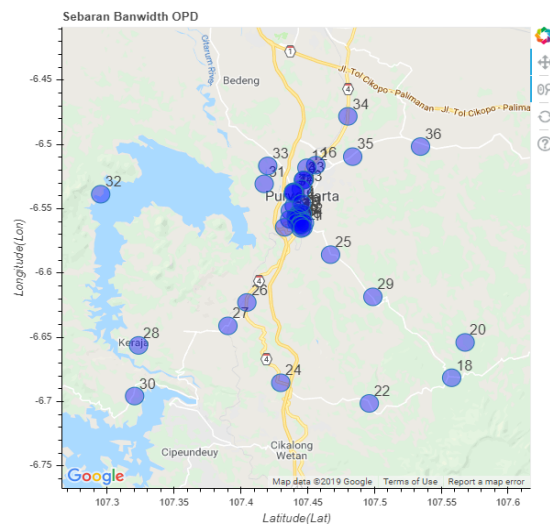 Sebaran Banwidth OPD
-6.45
-6.5
-6.55
-6.6
-6.65
-6.7
-6.75
Longitude(Lon)
1
Citarum River
Bedeng
Jl. Tol Cikopo - Palimanan - Palima
4
34
36
35
33
12
16
31
32
25
4
26
29
27
28
Keraja
20
4
18
24
30
22
Cipeundeuy
Cikalong
Wetan
Google
Map data ©2019 Google
Terms of Use
Report a map error
107.3
107.35
107.4
107.45
107.5
107.55
107.6
Latitude(Lat)